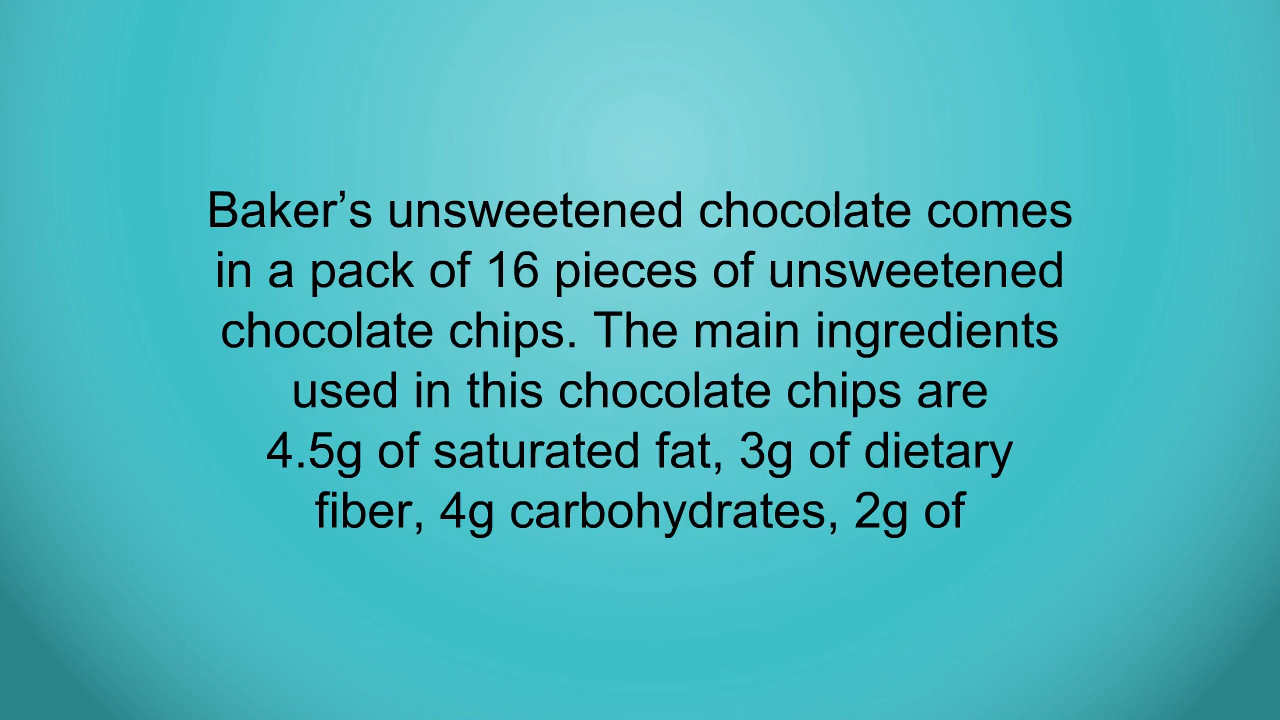 Baker’s unsweetened chocolate comes
in a pack of 16 pieces of unsweetened
chocolate chips. The main ingredients
used in this chocolate chips are
4.5g of saturated fat, 3g of dietary
fiber, 4g carbohydrates, 2g of